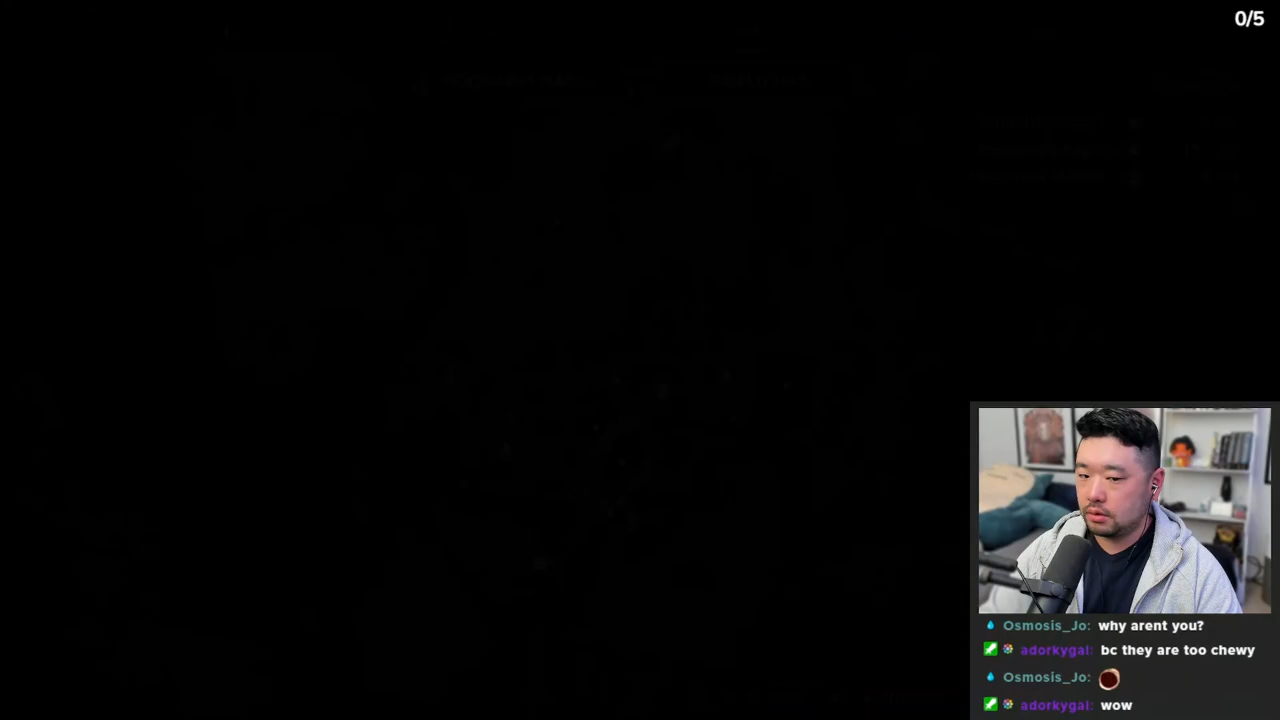 0/5
Osmosis_Jo: why arent you?
adorkygal: bc they are too chewy
Osmosis_Jo:
adorkygal: wow